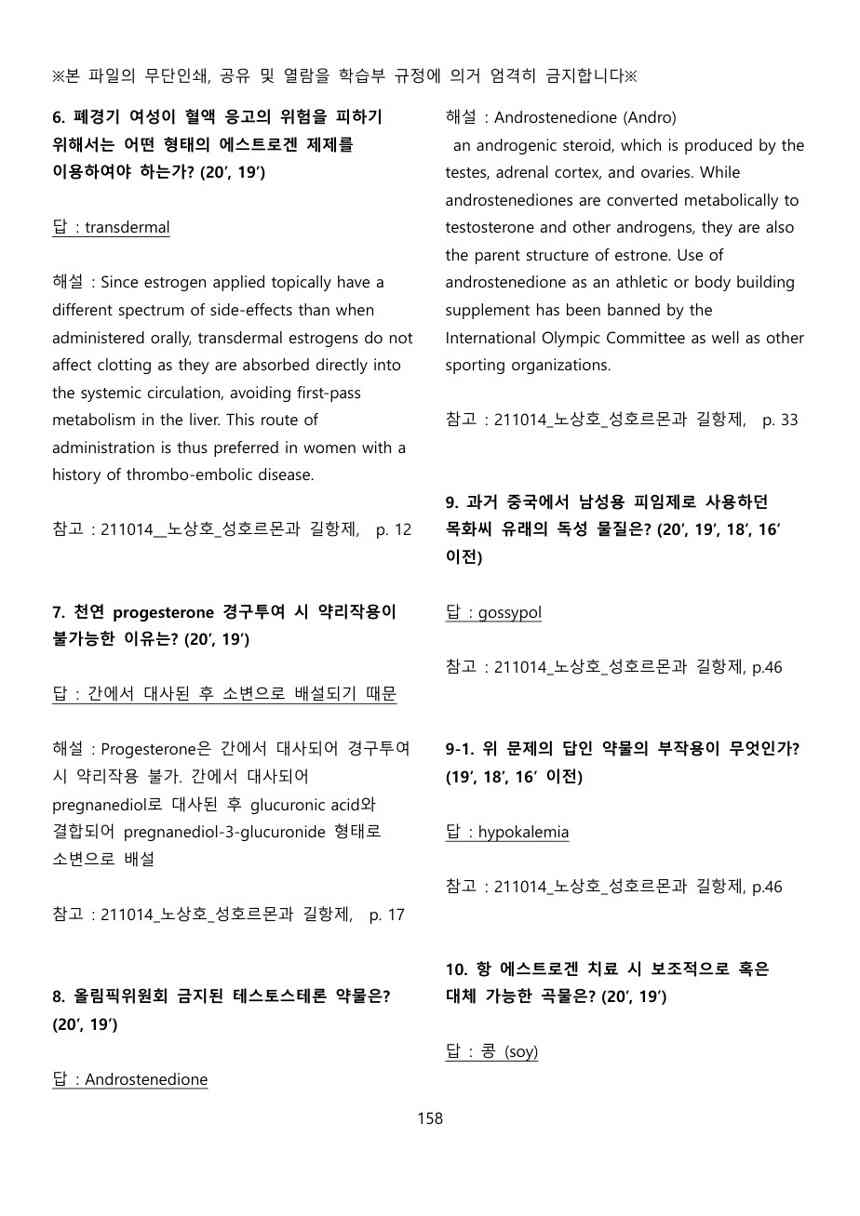 ※본 파일의 무단인쇄, 공유 및 열람을 학습부 규정에 의거 엄격히 금지합니다※
6. 폐경기 여성이 혈액 응고의 위험을 피하기
위해서는 어떤 형태의 에스트로겐 제제를
이용하여야 하는가? (20’, 19’)
답 : transdermal
해설 : Since estrogen applied topically have a
different spectrum of side-effects than when
administered orally, transdermal estrogens do not
affect clotting as they are absorbed directly into
the systemic circulation, avoiding first-pass
metabolism in the liver. This route of
administration is thus preferred in women with a
history of thrombo-embolic disease.
참고 : 211014__노상호_성호르몬과 길항제, p. 12
7. 천연 progesterone 경구투여 시 약리작용이
불가능한 이유는? (20’, 19’)
답 : 간에서 대사된 후 소변으로 배설되기 때문
해설 : Progesterone은 간에서 대사되어 경구투여
시 약리작용 불가. 간에서 대사되어
pregnanediol로 대사된 후 glucuronic acid와
결합되어 pregnanediol-3-glucuronide 형태로
소변으로 배설
참고 : 211014_노상호_성호르몬과 길항제, p. 17
8. 올림픽위원회 금지된 테스토스테론 약물은?
(20’, 19’)
답 : Androstenedione
해설 : Androstenedione (Andro)
an androgenic steroid, which is produced by the
testes, adrenal cortex, and ovaries. While
androstenediones are converted metabolically to
testosterone and other androgens, they are also
the parent structure of estrone. Use of
androstenedione as an athletic or body building
supplement has been banned by the
International Olympic Committee as well as other
sporting organizations.
참고 : 211014_노상호_성호르몬과 길항제, p. 33
9. 과거 중국에서 남성용 피임제로 사용하던
목화씨 유래의 독성 물질은? (20’, 19’, 18’, 16’
이전)
답 : gossypol
참고 : 211014_노상호_성호르몬과 길항제, p.46
9-1. 위 문제의 답인 약물의 부작용이 무엇인가?
(19’, 18’, 16’ 이전)
답 : hypokalemia
참고 : 211014_노상호_성호르몬과 길항제, p.46
10. 항 에스트로겐 치료 시 보조적으로 혹은
대체 가능한 곡물은? (20’, 19’)
답 : 콩 (soy)
158